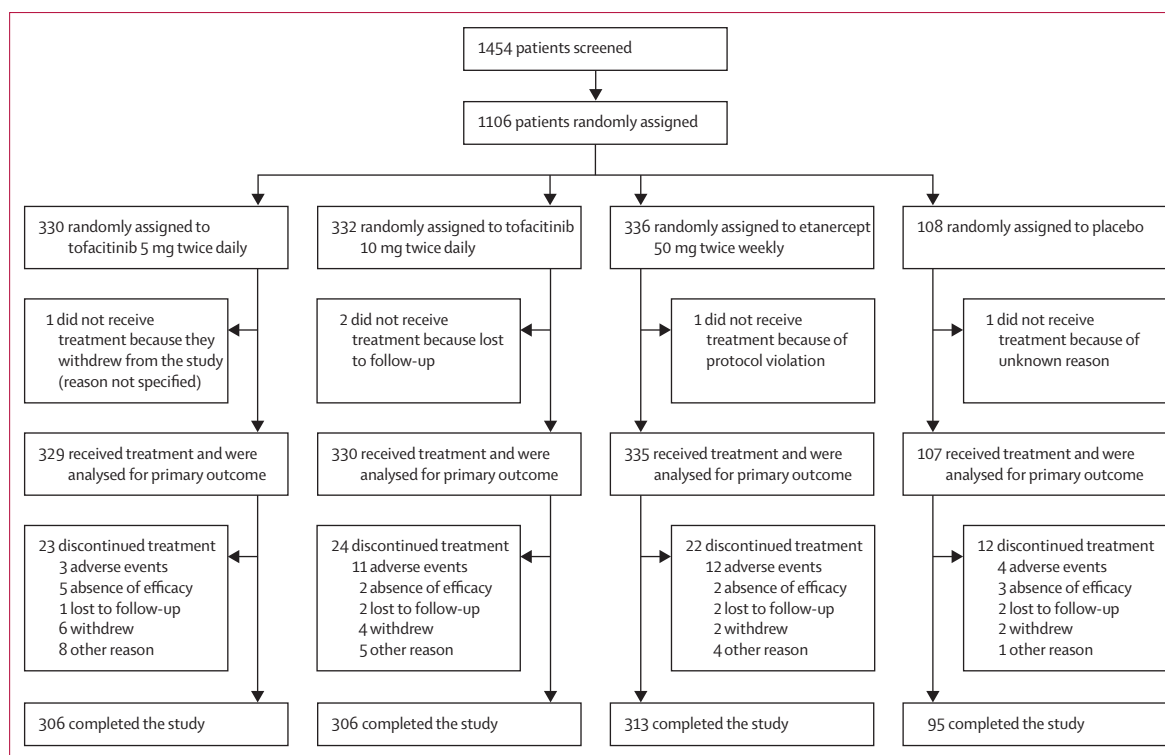 1454 patients screened
1106 patients randomly assigned
330 randomly assigned to
tofacitinib 5 mg twice daily
332 randomly assigned to tofacitinib
10 mg twice daily
336 randomly assigned to etanercept
50 mg twice weekly
108 randomly assigned to placebo
1 did not receive
treatment because they
withdrew from the study
(reason not specified)
2 did not receive
treatment because lost
to follow-up
1 did not receive
treatment because of
protocol violation
1 did not receive
treatment because of
unknown reason
329 received treatment and were
analysed for primary outcome
330 received treatment and were
analysed for primary outcome
335 received treatment and were
analysed for primary outcome
107 received treatment and were
analysed for primary outcome
23 discontinued treatment
3 adverse events
5 absence of efficacy
1 lost to follow-up
6 withdrew
8 other reason
24 discontinued treatment
11 adverse events
2 absence of efficacy
2 lost to follow-up
4 withdrew
5 other reason
22 discontinued treatment
12 adverse events
2 absence of efficacy
2 lost to follow-up
2 withdrew
4 other reason
12 discontinued treatment
4 adverse events
3 absence of efficacy
2 lost to follow-up
2 withdrew
1 other reason
306 completed the study
306 completed the study
313 completed the study
95 completed the study